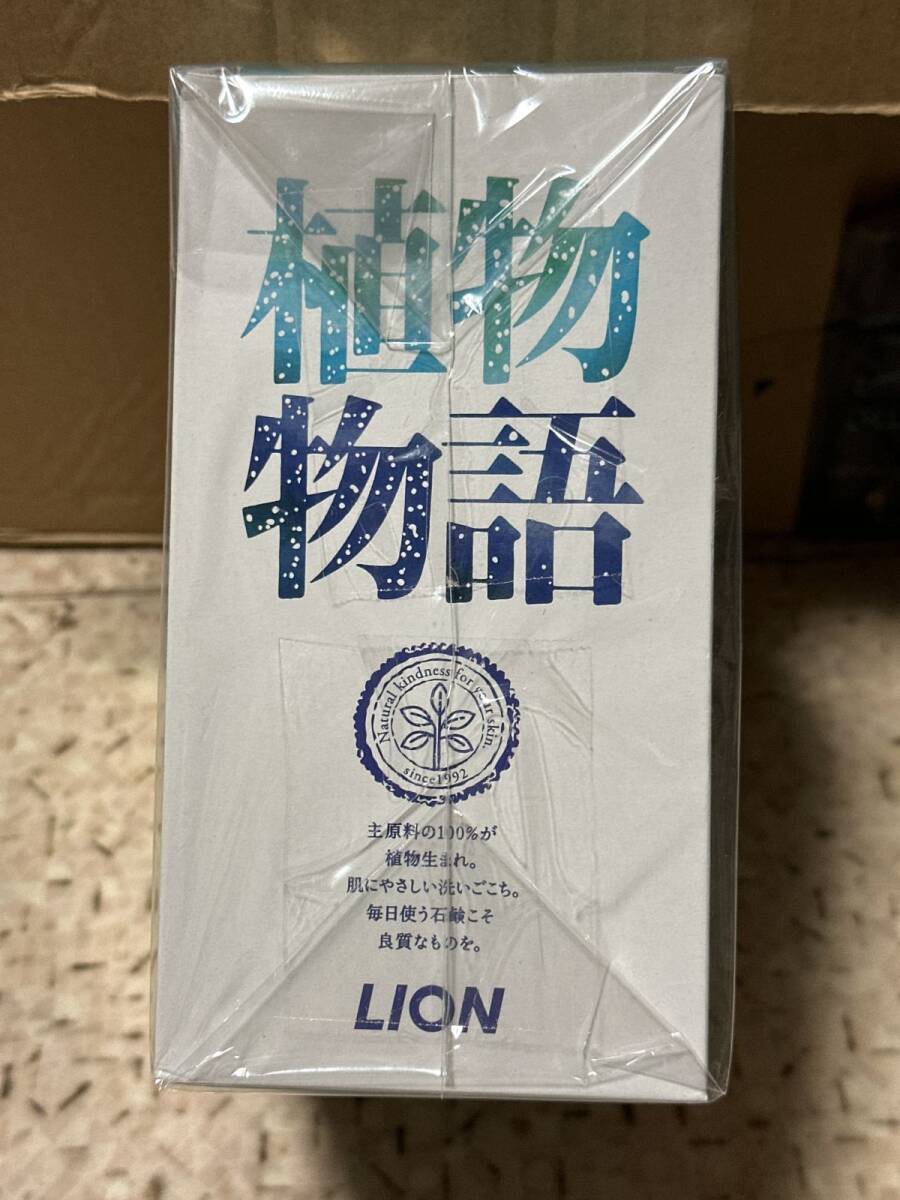 植物
物語
Natural kindness for your skin.
since1992
主原料の100%が
植物生まれ。
肌にやさしい洗いごこち。
毎日使う石鹸こそ
良質なものを。
LION